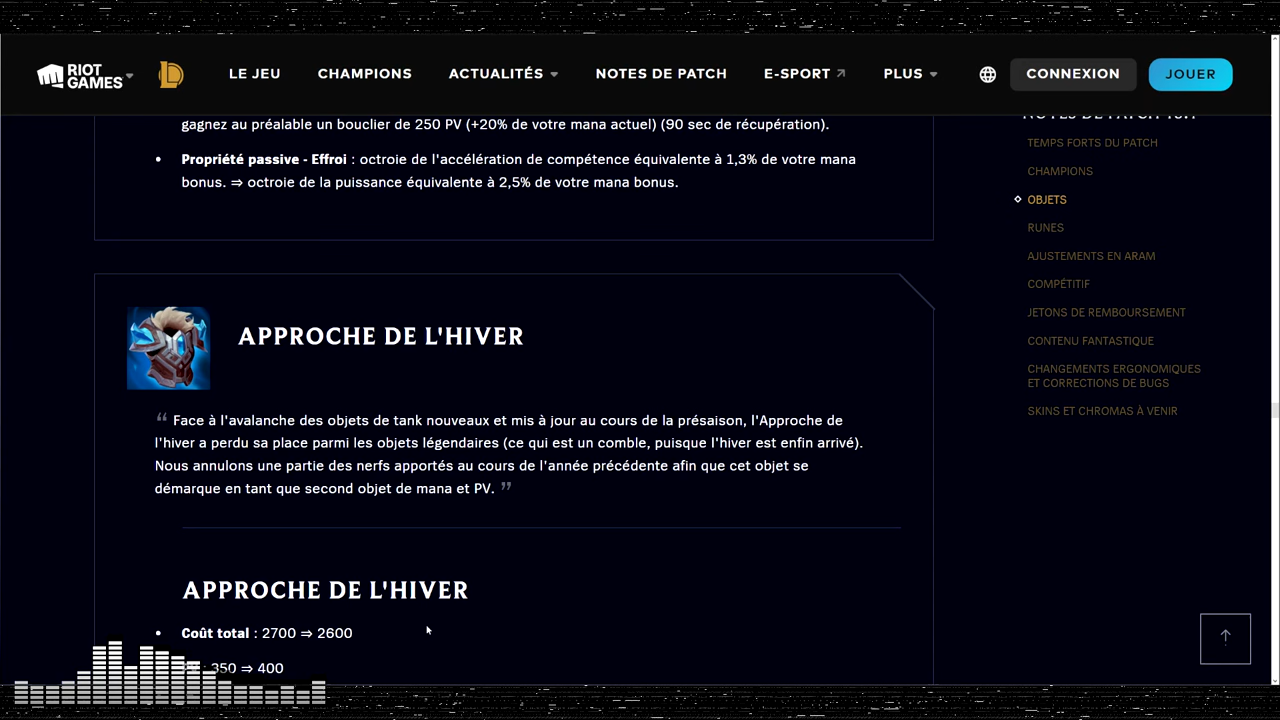 RIOT GAMES
LE JEU
CHAMPIONS
ACTUALITÉS
NOTES DE PATCH
E-SPORT
PLUS
CONNEXION
JOUER
gagnez au préalable un bouclier de 250 PV (+20% de votre mana actuel) (90 sec de récupération).
• Propriété passive - Effroi : octroie de l'accélération de compétence équivalente à 1,3% de votre mana
bonus. ⇒ octroie de la puissance équivalente à 2,5% de votre mana bonus.
APPROCHE DE L'HIVER
“ Face à l'avalanche des objets de tank nouveaux et mis à jour au cours de la présaison, l'Approche de
l'hiver a perdu sa place parmi les objets légendaires (ce qui est un comble, puisque l'hiver est enfin arrivé).
Nous annulons une partie des nerfs apportés au cours de l'année précédente afin que cet objet se
démarque en tant que second objet de mana et PV. ”
APPROCHE DE L'HIVER
• Coût total : 2700 ⇒ 2600
: 350 ⇒ 400
NOTES DE PATCH
TEMPS FORTS DU PATCH
CHAMPIONS
OBJETS
RUNES
AJUSTEMENTS EN ARAM
COMPÉTITIF
JETONS DE REMBOURSEMENT
CONTENU FANTASTIQUE
CHANGEMENTS ERGONOMIQUES
ET CORRECTIONS DE BUGS
SKINS ET CHROMAS À VENIR